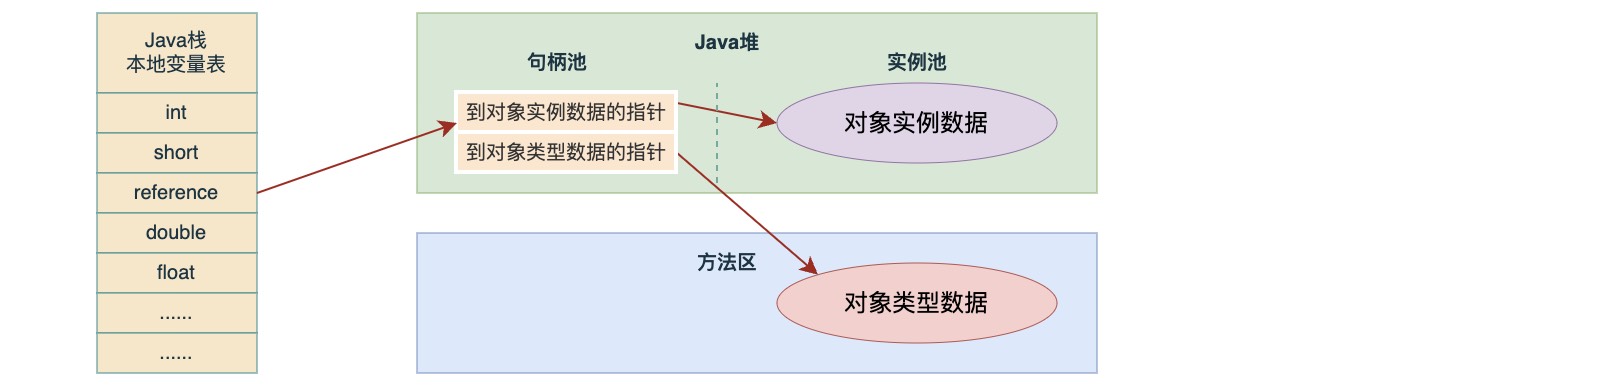 Java栈
本地变量表
int
short
reference
double
float
......
......
Java堆
句柄池
实例池
到对象实例数据的指针
到对象类型数据的指针
对象实例数据
方法区
对象类型数据